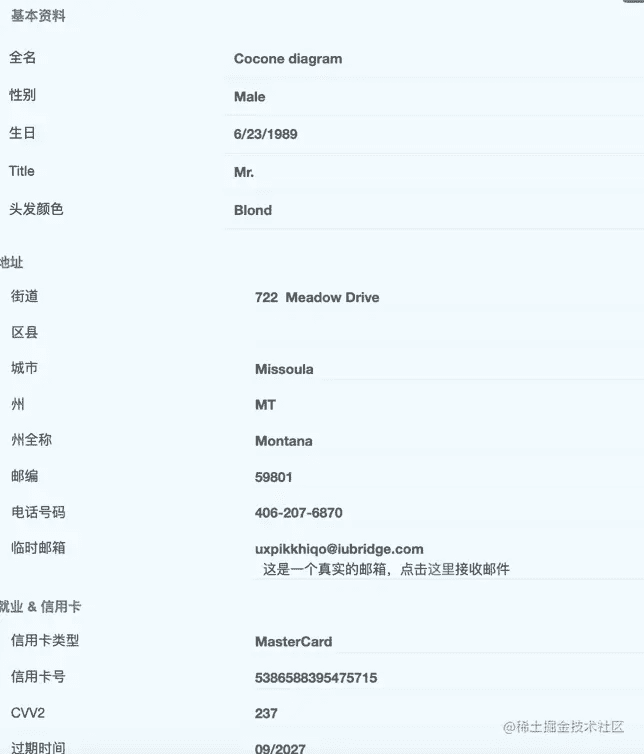 基本资料
全名 Cocone diagram
性别 Male
生日 6/23/1989
Title Mr.
头发颜色 Blond
地址
街道 722 Meadow Drive
区县
城市 Missoula
州 MT
州全称 Montana
邮编 59801
电话号码 406-207-6870
临时邮箱 uxpikkhiqo@iubridge.com
这是一个真实的邮箱，点击这里接收邮件
就业 & 信用卡
信用卡类型 MasterCard
信用卡号 5386588395475715
CVV2 237
过期时间 09/2027
@稀土掘金技术社区